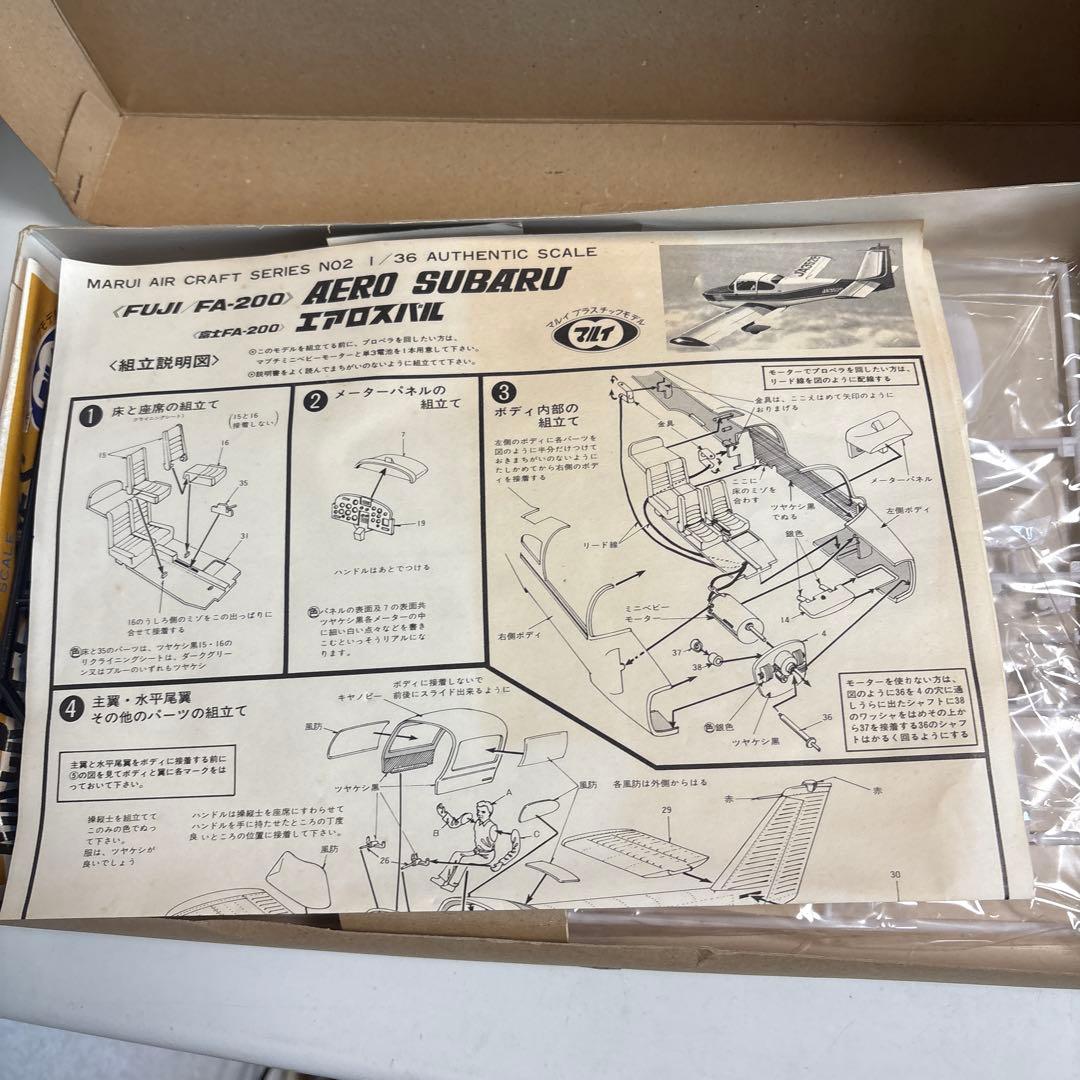 MARUI AIR CRAFT SERIES NO2 1/36 AUTHENTIC SCALE
〈FUJI/FA-200〉 AERO SUBARU
〈富士FA-200〉 エアロスバル
マルイ プラスチックモデル
マルイ
〈組立説明図〉
⊙このモデルを組立てる前に、プロペラを回したい方は、
マブチミニベビーモーターと単3電池を1本用意して下さい。
⊙説明書をよく読んでまちがいのないように組立てて下さい。
1 床と座席の組立て
(リクライニングシート)
(15と16
接着しない)
15
16
35
31
16のうしろ側のミゾをこの出っぱりに
合せて接着する
色 床と35のパーツは、ツヤケシ黒15・16の
リクライニングシートは、ダークグリー
ン又はブルーのいずれもツヤケシ
2 メーターパネルの
組立て
7
19
ハンドルはあとでつける
色 パネルの表面及7の表面共
ツヤケシ黒各メーターの中
に細い白い点々などを書き
こむといっそうリアルにな
ります。
3 ボディ内部の
組立て
左側のボディに各パーツを
図のように半分だけつけて
おきまちがいのないように
たしかめてから右側のボデ
ィを接着する
モーターでプロペラを回したい方は、
リード線を図のように配線する
金具は、ここえはめて矢印のように
おりまげる
金具
ここに
床のミゾを
合わす
ツヤケシ黒
でぬる
メーターパネル
左側ボディ
銀色
リード線
ミニベビー
モーター
右側ボディ
14
4
37
38
36
色 銀色
ツヤケシ黒
モーターを使わない方は、
図のように36を4の穴に通
しうらに出たシャフトに38
のワッシャをはめその上か
ら37を接着する36のシャフ
トはかるく回るようにする
4 主翼・水平尾翼
その他のパーツの組立て
ボディに接着しないで
キヤノピー、前後にスライド出来るように
風防
主翼と水平尾翼をボディに接着する前に
⑤の図を見てボディと翼に各マークをは
っておいて下さい。
ツヤケシ黒
操縦士を組立てて
このみの色でぬっ
て下さい。
服は、ツヤケシが
良いでしょう
ハンドルは操縦士を座席にすわらせて
ハンドルを手に持たせたところの丁度
良いところの位置に接着して下さい。
風防
26
A
B
C
風防 各風防は外側からはる
29
赤
赤
30
SCALE